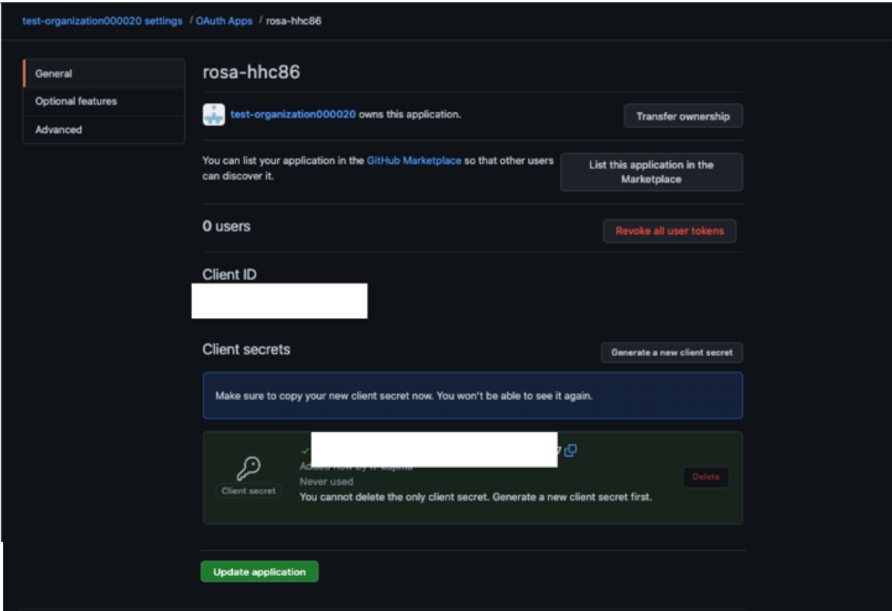 test-organization000020 settings / OAuth Apps / rosa-hhc86
General
Optional features
Advanced
rosa-hhc86
test-organization000020 owns this application.
Transfer ownership
You can list your application in the GitHub Marketplace so that other users
can discover it.
List this application in the
Marketplace
0 users
Revoke all user tokens
Client ID
Client secrets
Generate a new client secret
Make sure to copy your new client secret now. You won't be able to see it again.
Client secret
Added now by
Never used
You cannot delete the only client secret. Generate a new client secret first.
Delete
Update application